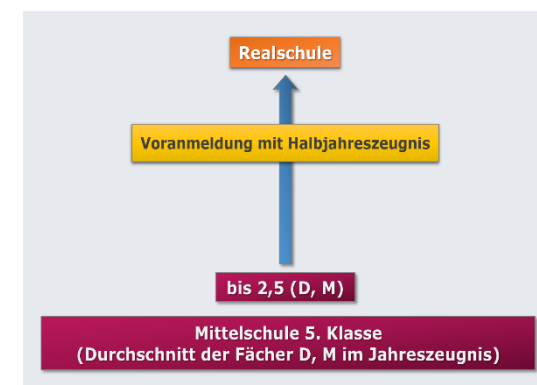 Realschule
Voranmeldung mit Halbjahreszeugnis
bis 2,5 (D, M)
Mittelschule 5. Klasse
(Durchschnitt der Fächer D, M im Jahreszeugnis)